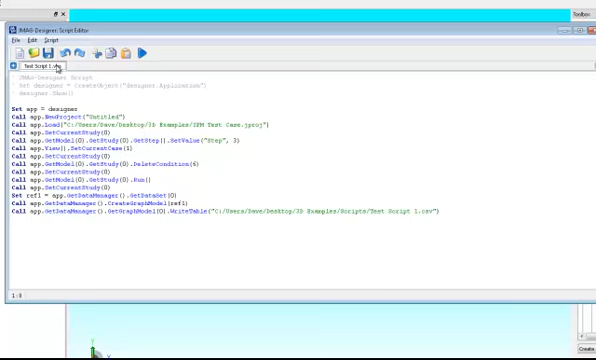 Toolbox
JMAG-Designer: Script Editor
File Edit Script
Test Script 1.vbs
' JMAG-Designer Script
' Set designer = CreateObject("designer.Application")
' designer.Show()
Set app = designer
Call app.NewProject("Untitled")
Call app.Load("C:/Users/Dave/Desktop/3D Examples/IPM Test Case.jproj")
Call app.SetCurrentStudy(0)
Call app.GetModel(0).GetStudy(0).GetStep().SetValue("Step", 3)
Call app.View().SetCurrentCase(1)
Call app.SetCurrentStudy(0)
Call app.GetModel(0).GetStudy(0).DeleteCondition(6)
Call app.SetCurrentStudy(0)
Call app.GetModel(0).GetStudy(0).Run()
Call app.SetCurrentStudy(0)
Set ref1 = app.GetDataManager().GetDataSet(0)
Call app.GetDataManager().CreateGraphModel(ref1)
Call app.GetDataManager().GetGraphModel(0).WriteTable("C:/Users/Dave/Desktop/3D Examples/Scripts/Test Script 1.csv")
Create
Y
X